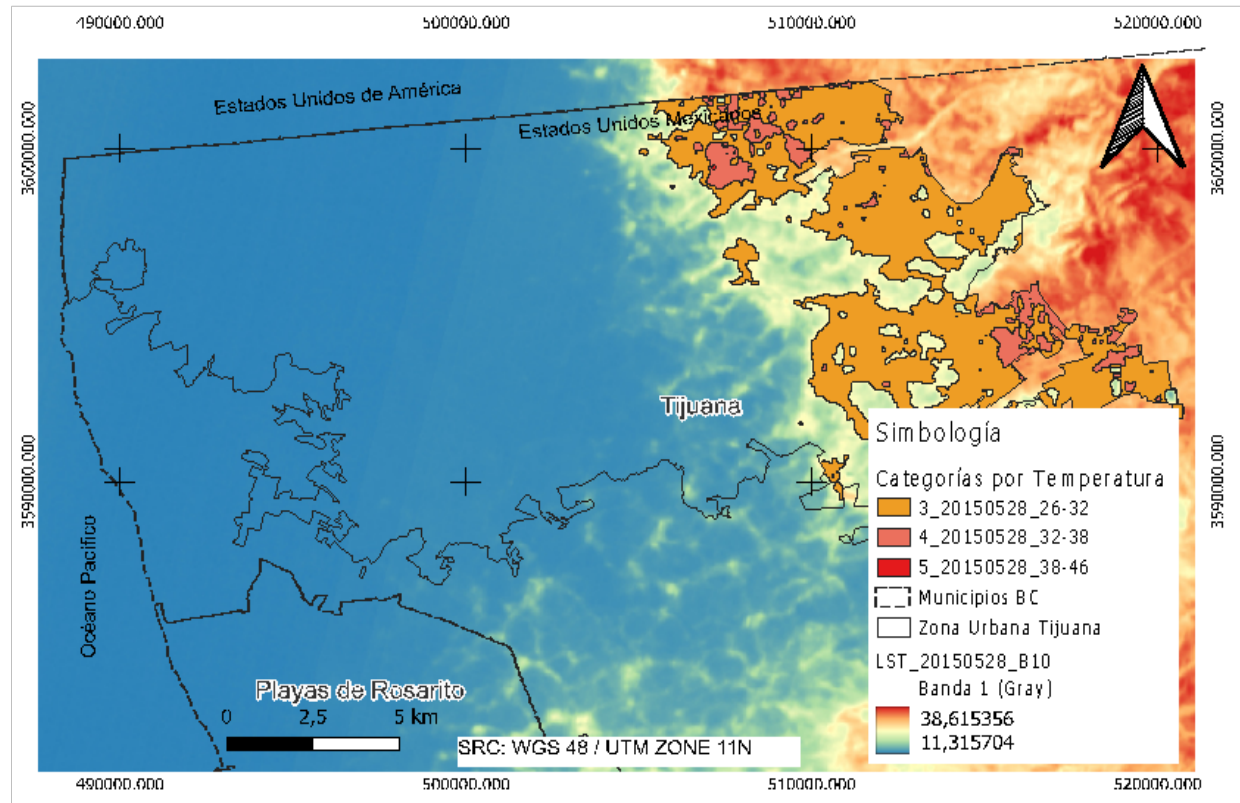 490000.000 500000.000 510000.000 520000.000
Estados Unidos de América
Estados Unidos Mexicados
3600000.000
3600000.000
Tijuana
3590000.000
3590000.000
Océano Pacífico
Playas de Rosarito
0 2,5 5 km
SRC: WGS 48 / UTM ZONE 11N
Simbología
Categorías por Temperatura
3_20150528_26-32
4_20150528_32-38
5_20150528_38-46
Municipios BC
Zona Urbana Tijuana
LST_20150528_B10
Banda 1 (Gray)
38,615356
11,315704
490000.000 500000.000 510000.000 520000.000